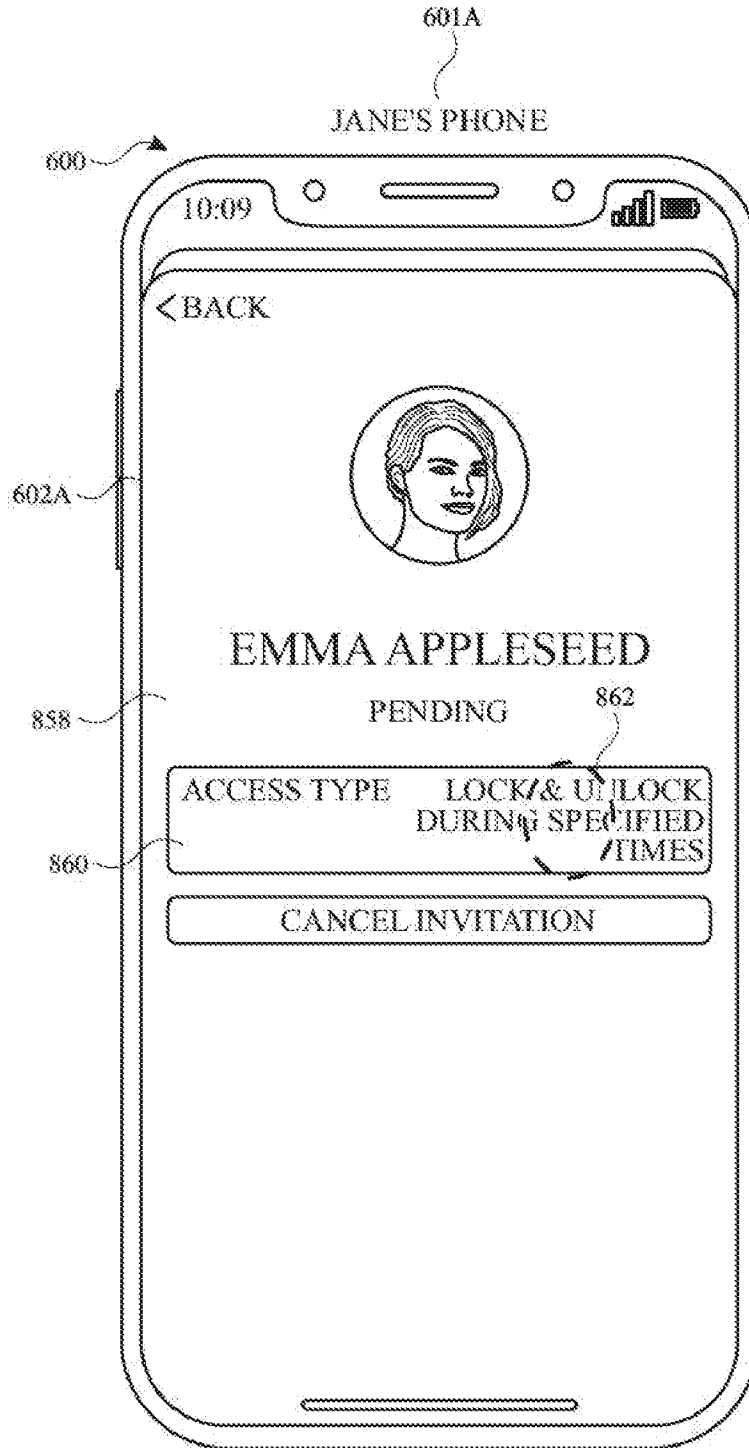 601A
JANE'S PHONE
600
10:09
< BACK
602A
EMMA APPLESEED
858
PENDING
862
ACCESS TYPE LOCK & UNLOCK
DURING SPECIFIED
TIMES
860
CANCEL INVITATION